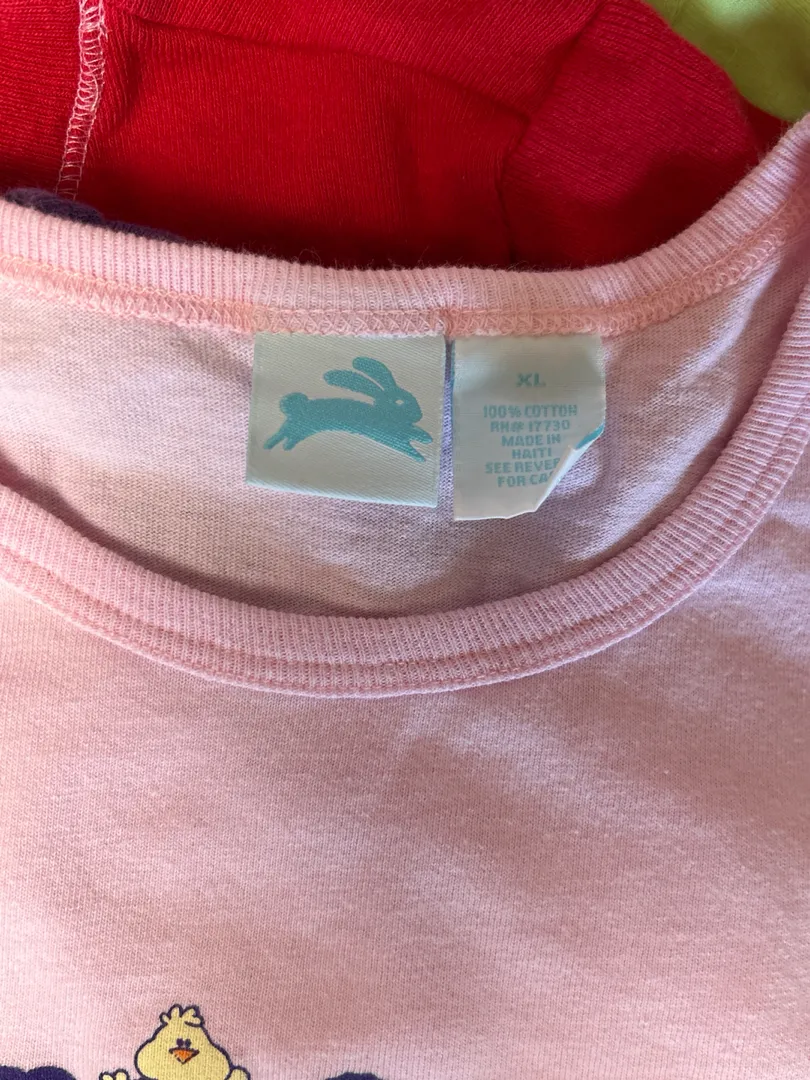 XL
100% COTTON
RN# 17730
MADE IN
HAITI
SEE REVE
FOR CA